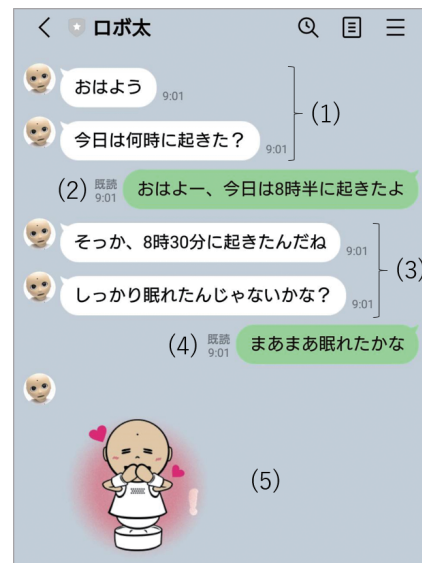 ロボ太
おはよう
9:01
今日は何時に起きた？
9:01
(1)
(2)
既読
9:01
おはよー、今日は8時半に起きたよ
そっか、8時30分に起きたんだね
9:01
しっかり眠れたんじゃないかな？
9:01
(3)
(4)
既読
9:01
まあまあ眠れたかな
(5)